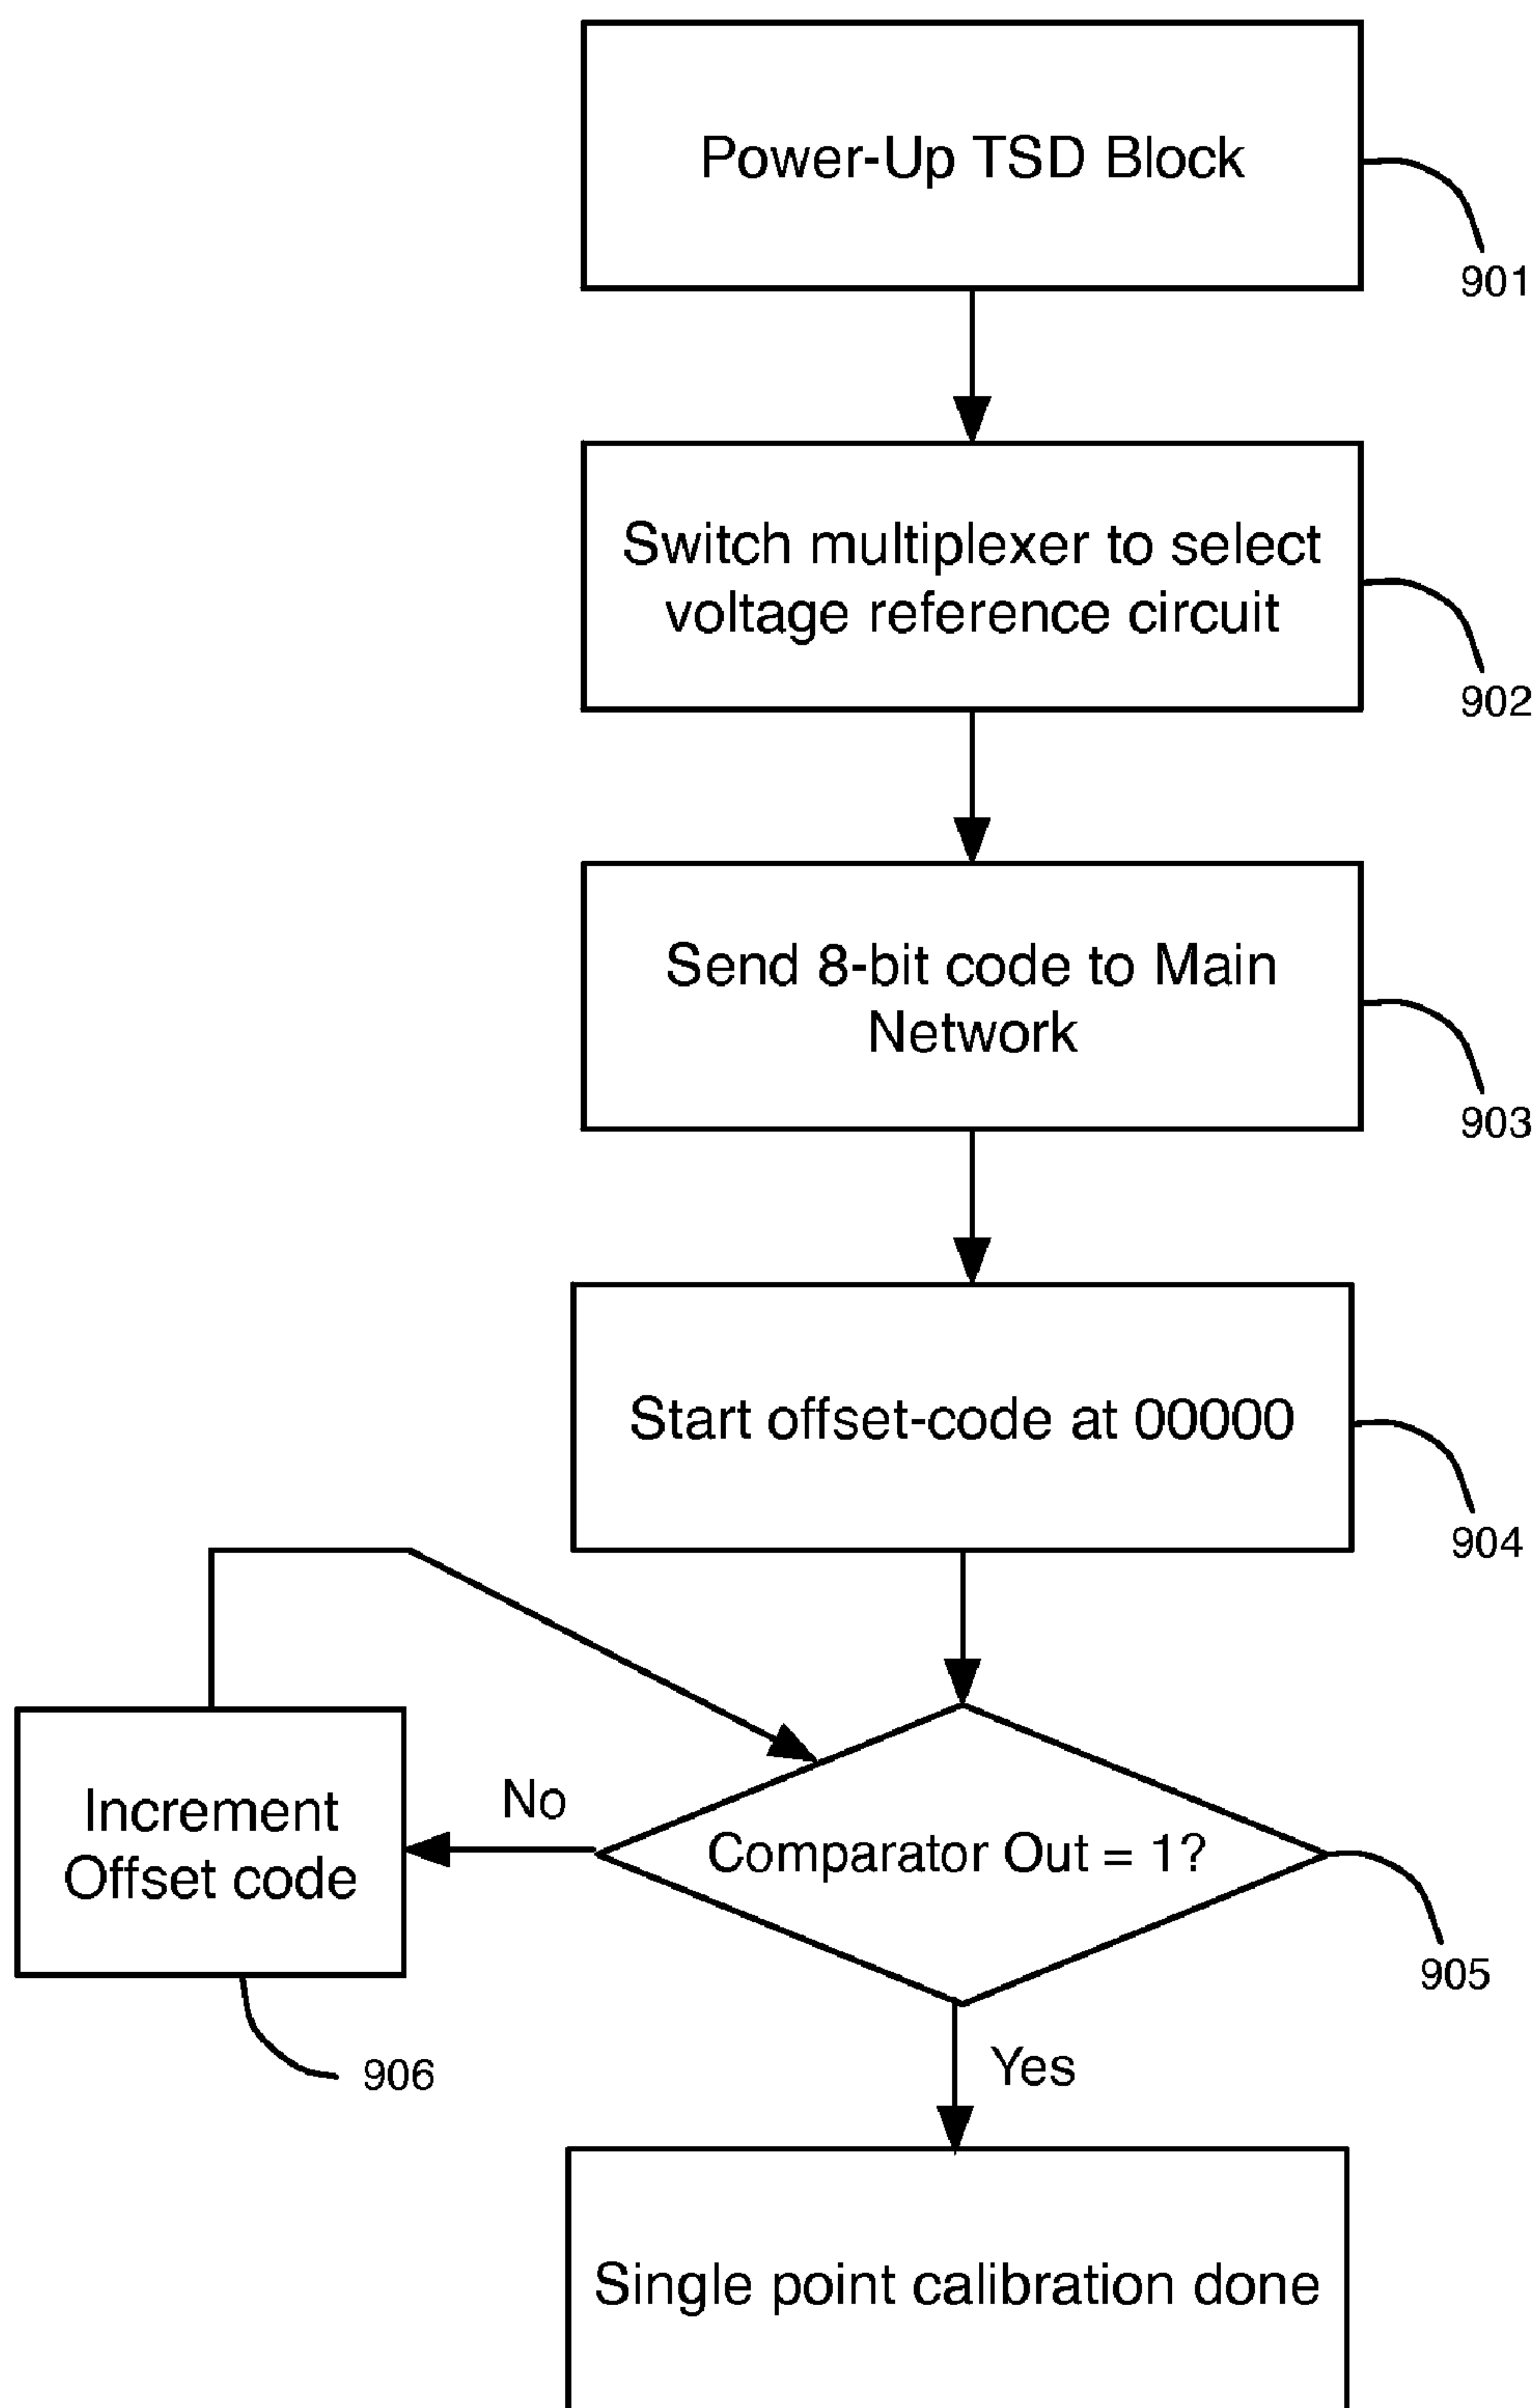 Power-Up TSD Block
901
Switch multiplexer to select
voltage reference circuit
902
Send 8-bit code to Main
Network
903
Start offset-code at 00000
904
Increment
Offset code
No
Comparator Out = 1?
905
906
Yes
Single point calibration done